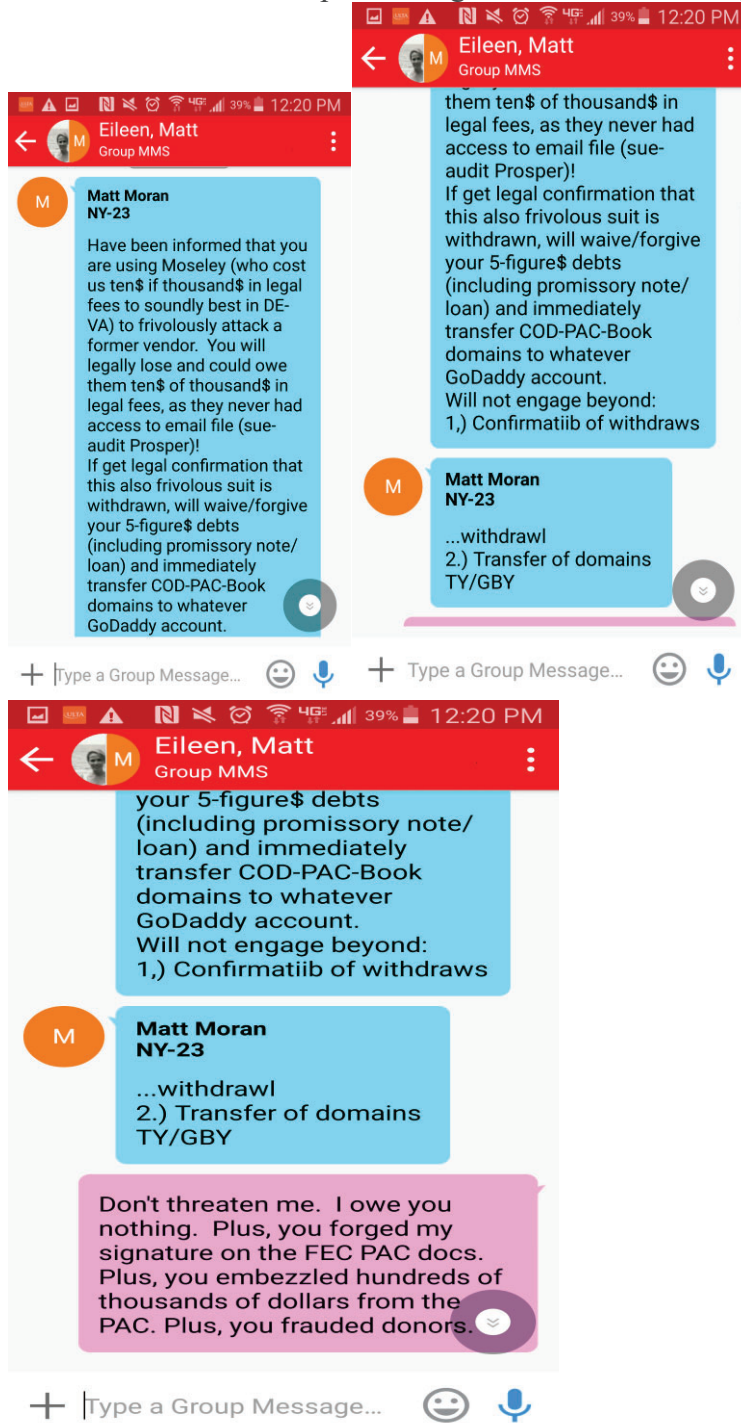 39% 12:20 PM
Eileen, Matt
M
Group MMS
Matt Moran
NY-23
M
Have been informed that you
are using Moseley (who cost
us ten$ if thousand$ in legal
fees to soundly best in DE-
VA) to frivolously attack a
former vendor. You will
legally lose and could owe
them ten$ of thousand$ in
legal fees, as they never had
access to email file (sue-
audit Prosper)!
If get legal confirmation that
this also frivolous suit is
withdrawn, will waive/forgive
your 5-figure$ debts
(including promissory note/
loan) and immediately
transfer COD-PAC-Book
domains to whatever
GoDaddy account.
Type a Group Message...
39% 12:20 PM
Eileen, Matt
M
Group MMS
them ten$ of thousand$ in
legal fees, as they never had
access to email file (sue-
audit Prosper)!
If get legal confirmation that
this also frivolous suit is
withdrawn, will waive/forgive
your 5-figure$ debts
(including promissory note/
loan) and immediately
transfer COD-PAC-Book
domains to whatever
GoDaddy account.
Will not engage beyond:
1,) Confirmatiib of withdraws
Matt Moran
NY-23
M
...withdrawl
2.) Transfer of domains
TY/GBY
Type a Group Message...
39% 12:20 PM
Eileen, Matt
M
Group MMS
your 5-figure$ debts
(including promissory note/
loan) and immediately
transfer COD-PAC-Book
domains to whatever
GoDaddy account.
Will not engage beyond:
1,) Confirmatiib of withdraws
Matt Moran
NY-23
M
...withdrawl
2.) Transfer of domains
TY/GBY
Don't threaten me. I owe you
nothing. Plus, you forged my
signature on the FEC PAC docs.
Plus, you embezzled hundreds of
thousands of dollars from the
PAC. Plus, you frauded donors.
Type a Group Message...